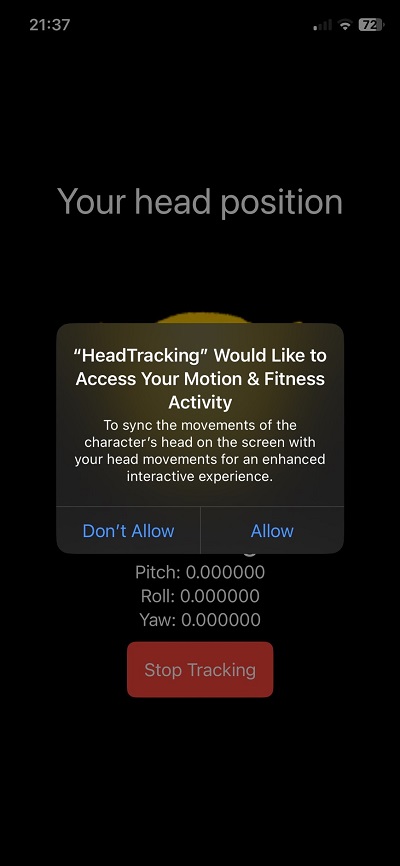 21:37
72
Your head position
“HeadTracking” Would Like to
Access Your Motion & Fitness
Activity
To sync the movements of the
character’s head on the screen with
your head movements for an enhanced
interactive experience.
Don’t Allow
Allow
Pitch: 0.000000
Roll: 0.000000
Yaw: 0.000000
Stop Tracking